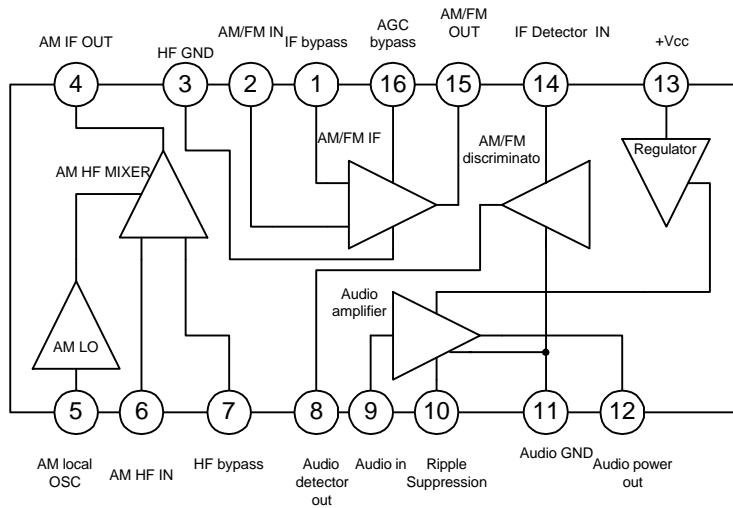 AM IF OUT
HF GND
AM/FM IN
IF bypass
AGC
bypass
AM/FM
OUT
IF Detector IN
+Vcc
4
3
2
1
16
15
14
13
AM/FM IF
AM/FM
discriminato
Regulator
AM HF MIXER
Audio
amplifier
AM LO
5
6
7
8
9
10
11
12
AM local
OSC
AM HF IN
HF bypass
Audio
detector
out
Audio in
Ripple
Suppression
Audio GND
Audio power
out